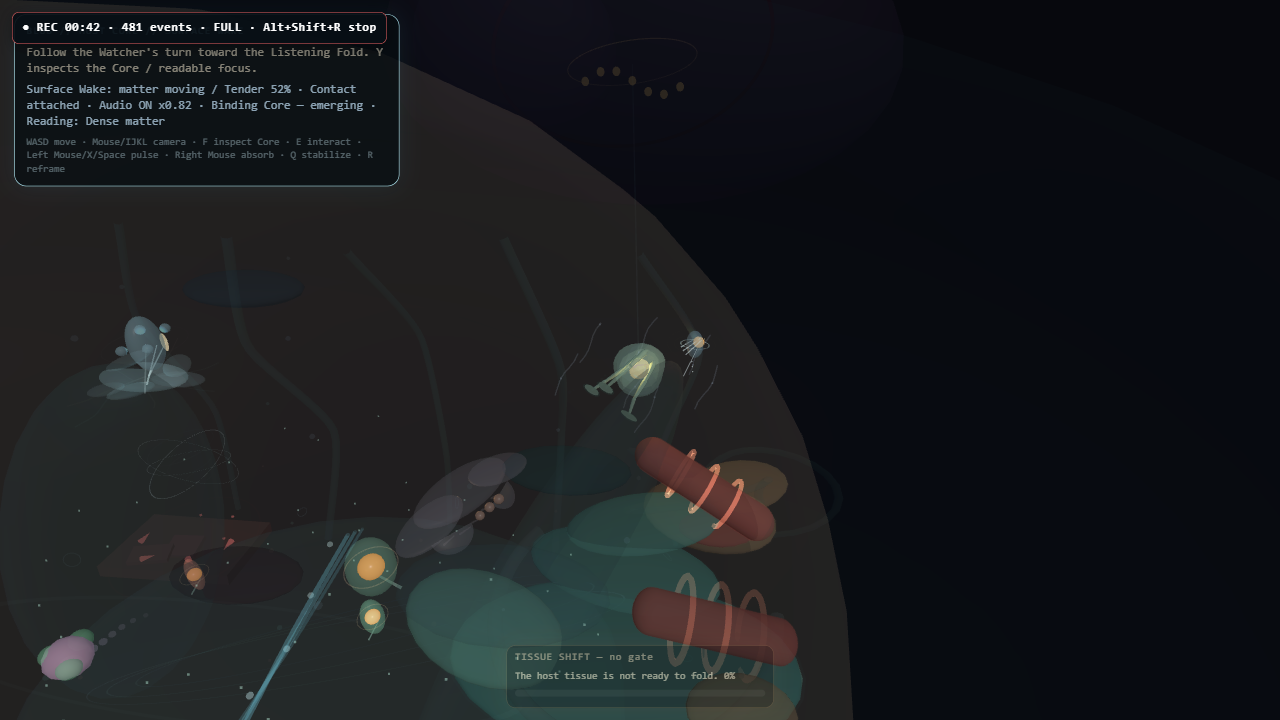 ● REC 00:42 · 481 events · FULL · Alt+Shift+R stop
Follow the Watcher's turn toward the Listening Fold. Y
inspects the Core / readable focus.
Surface Wake: matter moving / Tender 52% · Contact
attached · Audio ON x0.82 · Binding Core — emerging ·
Reading: Dense matter
WASD move · Mouse/IJKL camera · F inspect Core · E interact ·
Left Mouse/X/Space pulse · Right Mouse absorb · Q stabilize · R
reframe
TISSUE SHIFT — no gate
The host tissue is not ready to fold. 0%